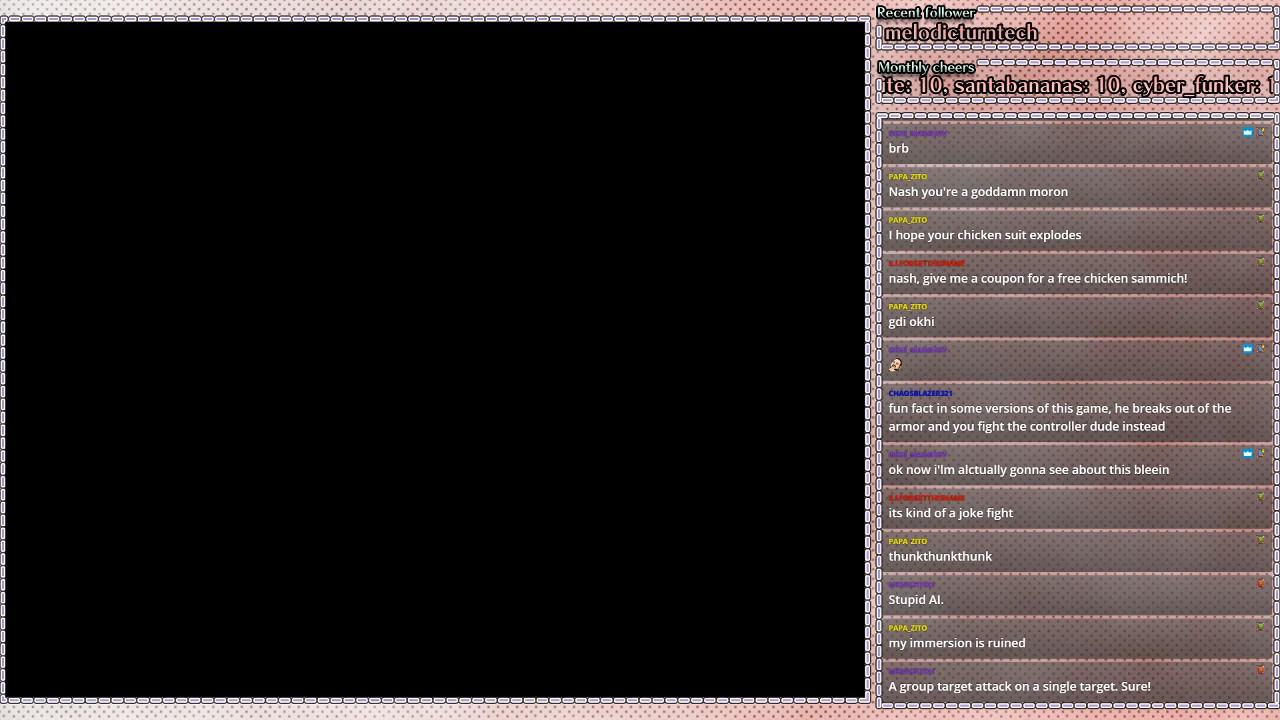 Recent follower
melodicturntech
Monthly cheers
ite: 10, santabananas: 10, cyber_funker: 1
brb
PAPA_ZITO
Nash you're a goddamn moron
PAPA_ZITO
I hope your chicken suit explodes
ILLFORGETTHISNAME
nash, give me a coupon for a free chicken sammich!
PAPA_ZITO
gdi okhi
CHAOSBLAZER321
fun fact in some versions of this game, he breaks out of the
armor and you fight the controller dude instead
ok now i'lm alctually gonna see about this bleein
ILLFORGETTHISNAME
its kind of a joke fight
PAPA_ZITO
thunkthunkthunk
Stupid AI.
PAPA_ZITO
my immersion is ruined
A group target attack on a single target. Sure!